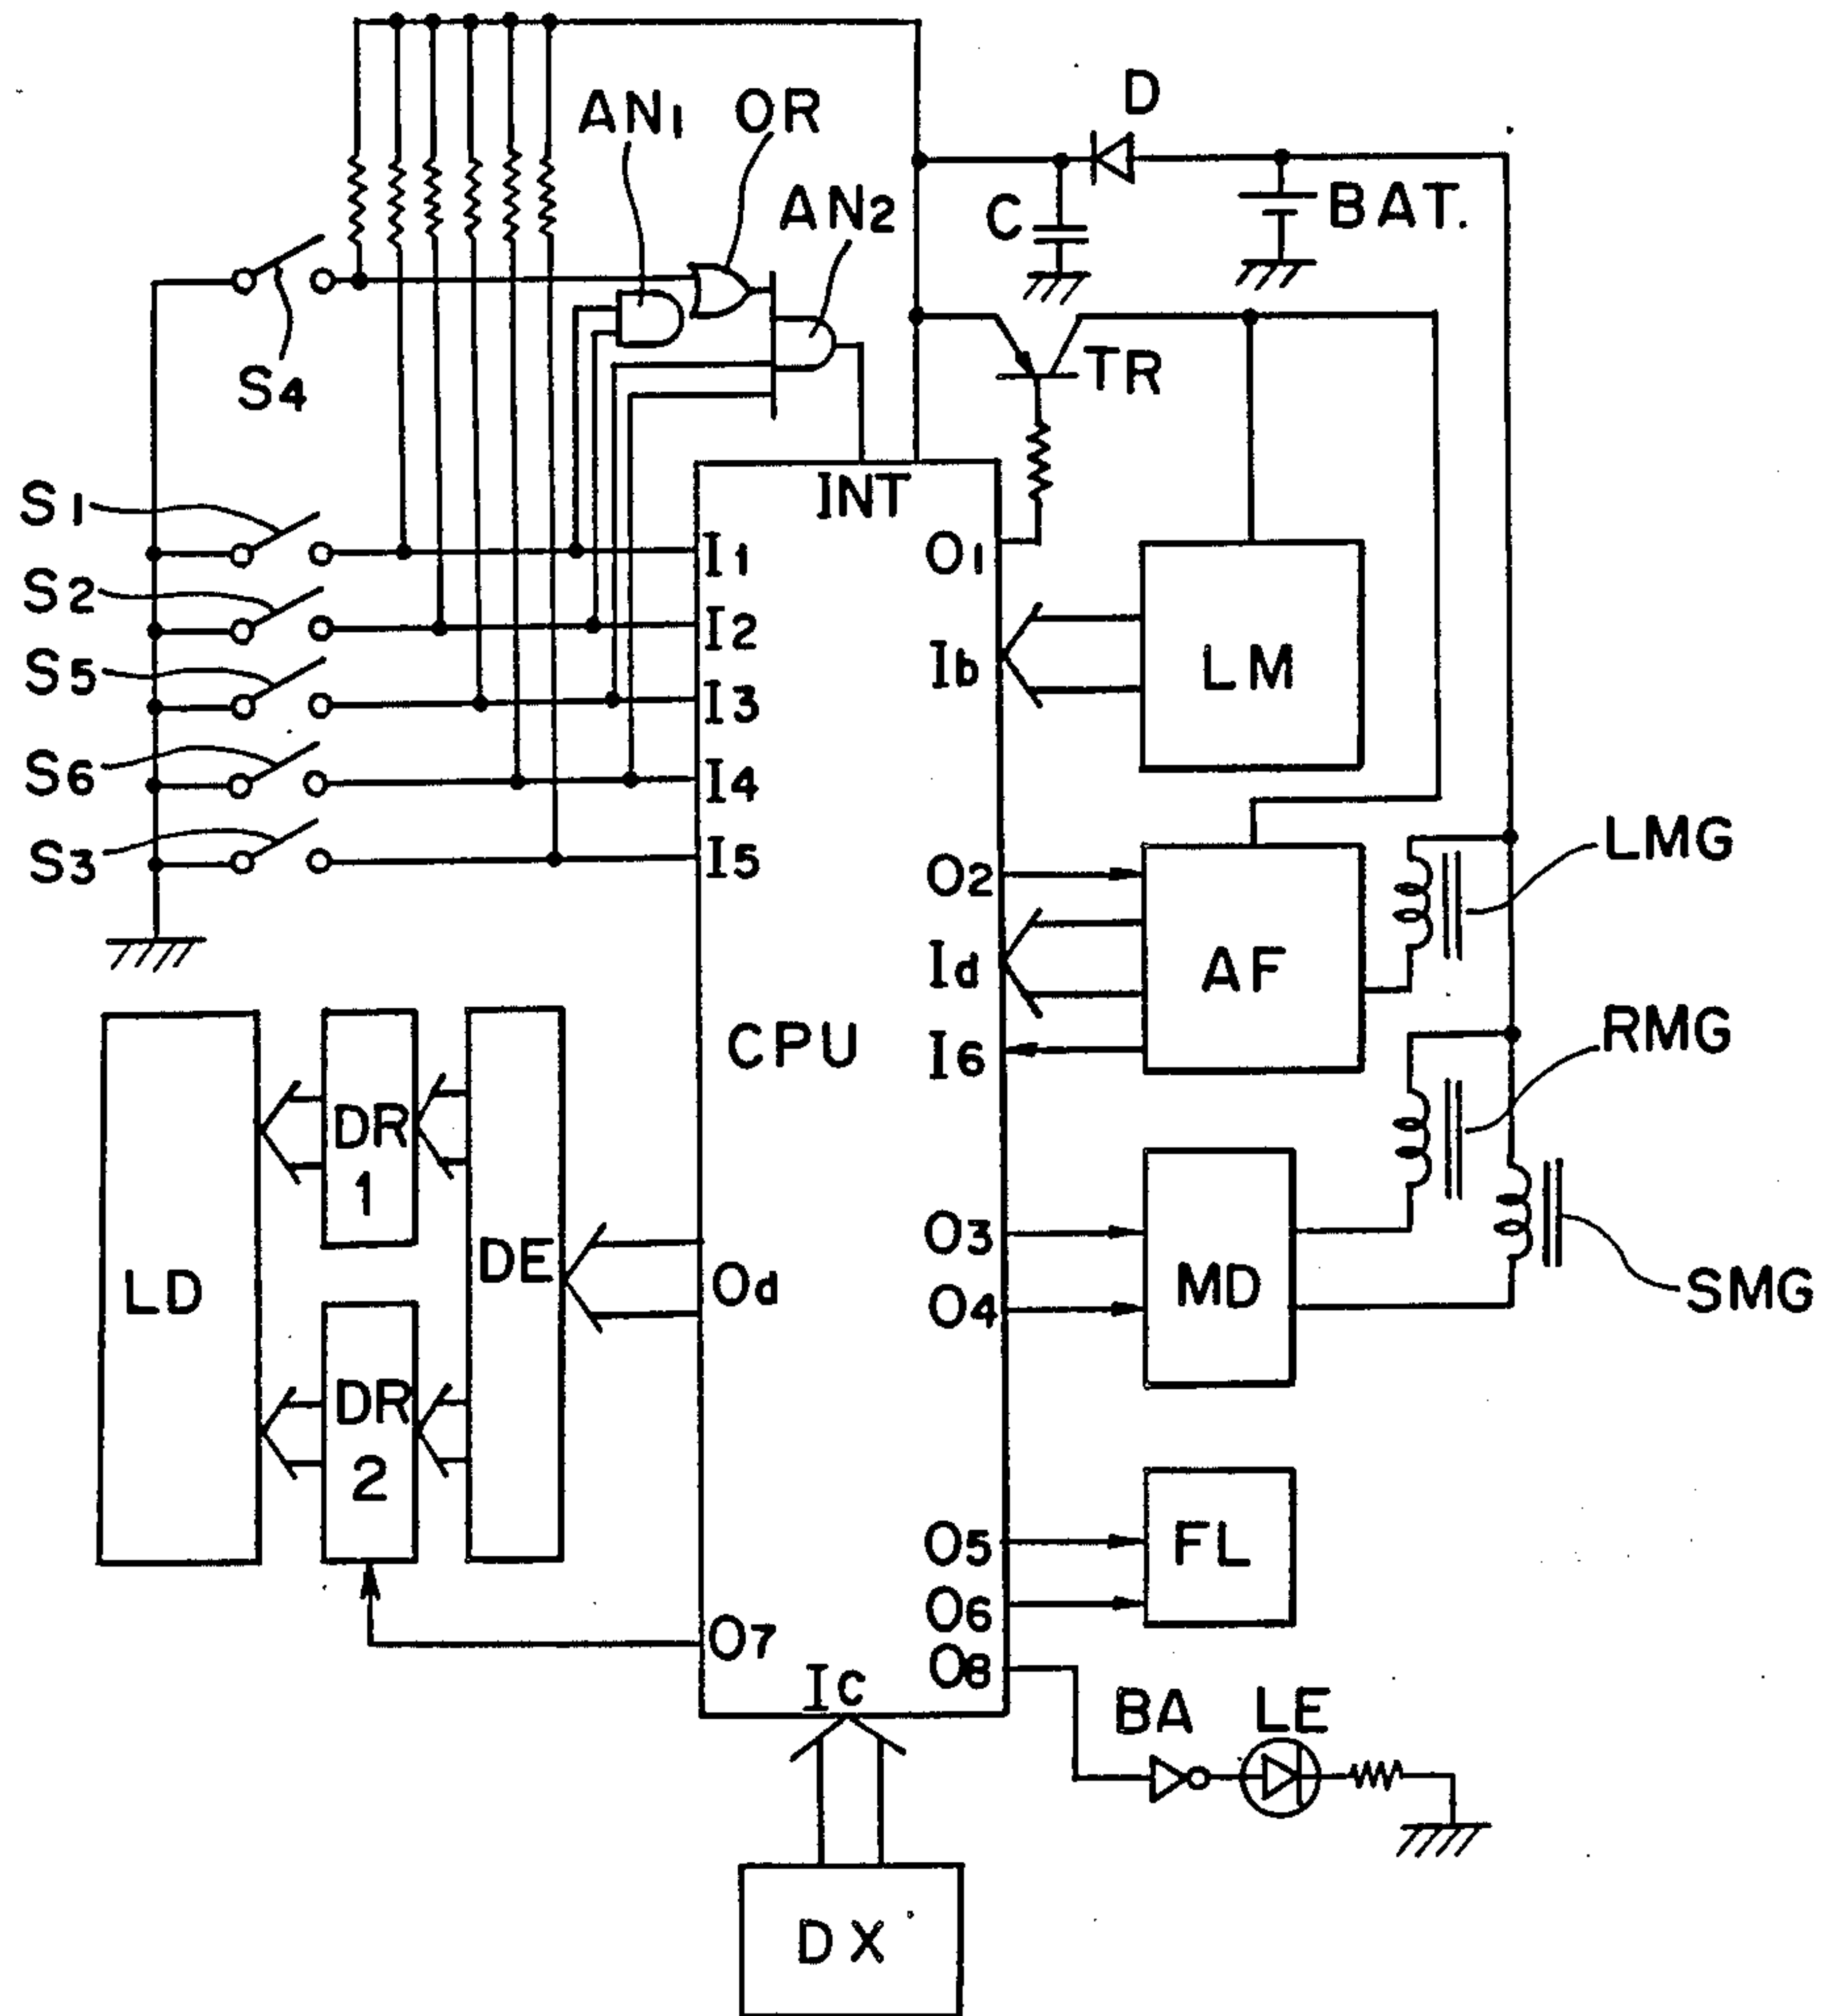 D
AN1 OR
AN2
C
BAT.
S4
TR
S1
INT
I1
O1
S2
I2
Ib
LM
S5
I3
S6
I4
S3
I5
O2
LMG
Id
AF
CPU
I6
RMG
DR
1
O3
LD
DE
Od
O4
MD
SMG
DR
2
O5
FL
O6
O7
O8
Ic
BA LE
DX